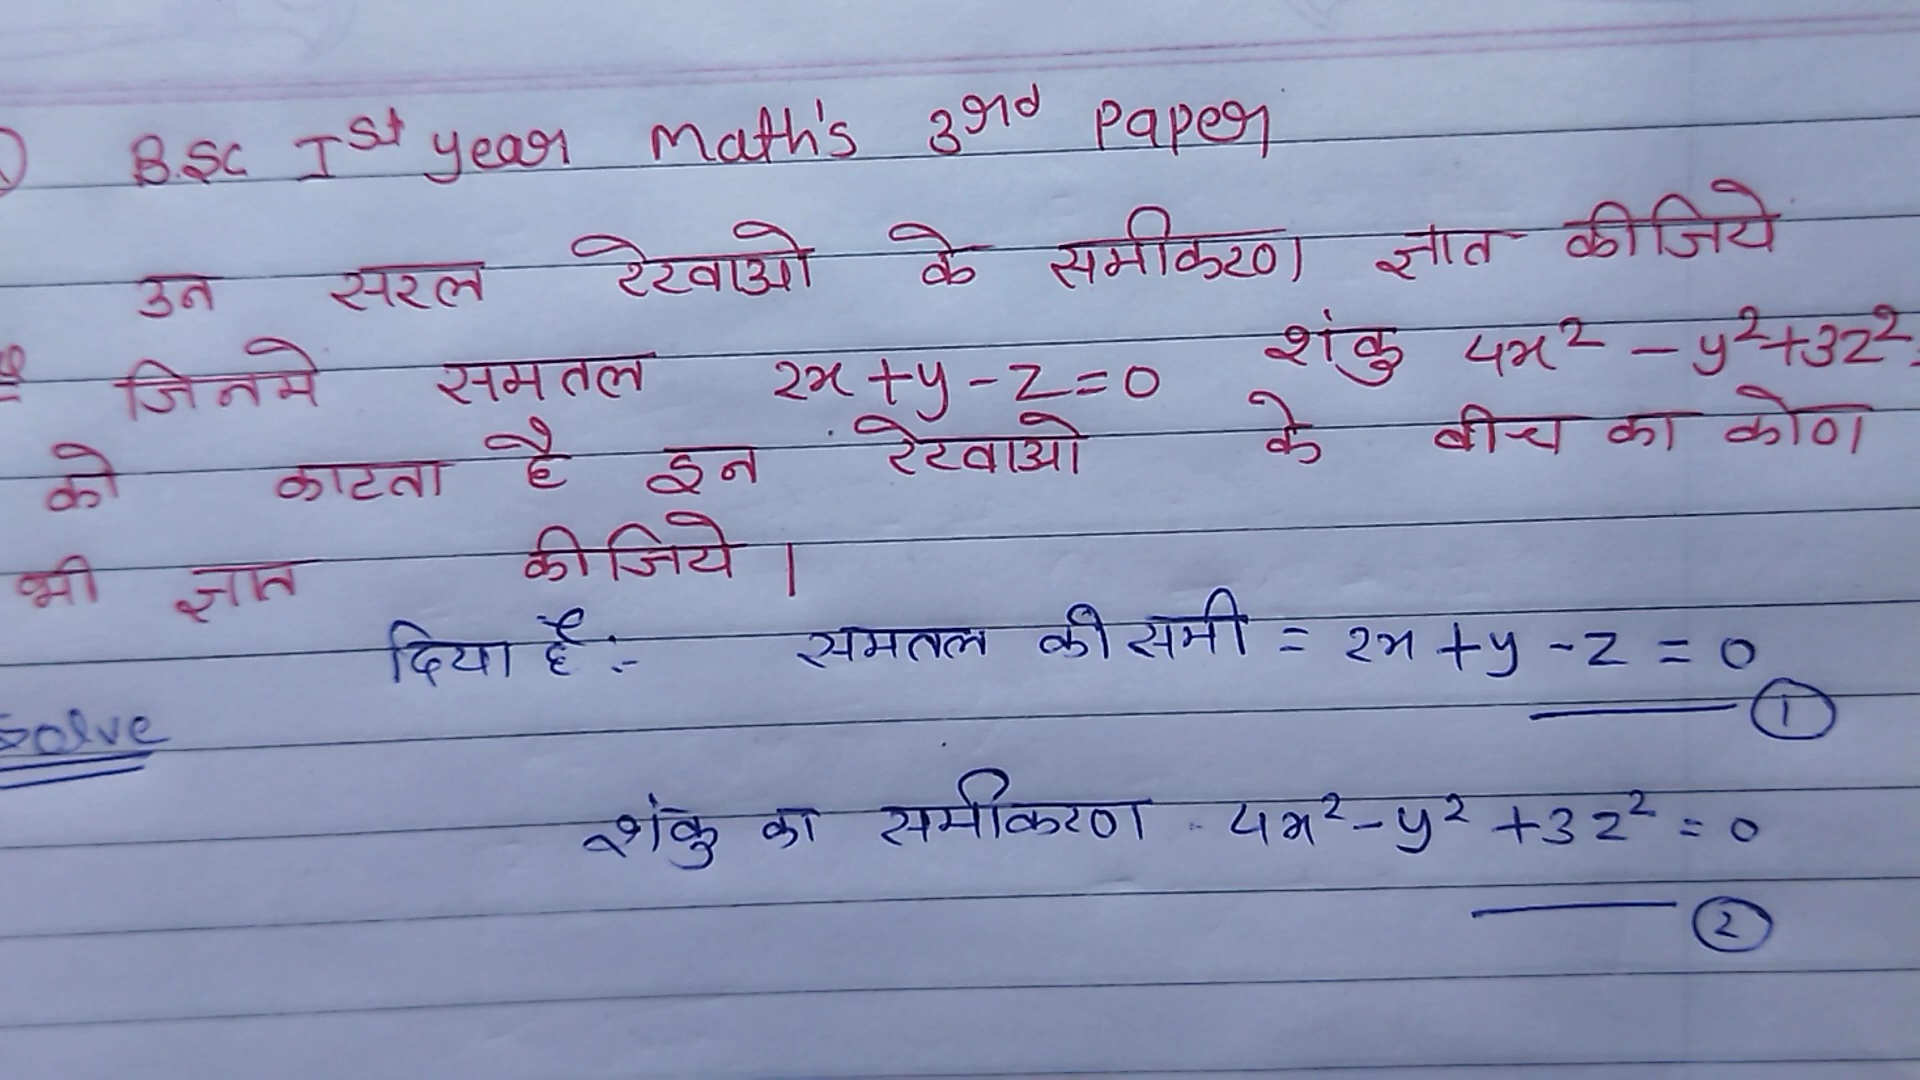 B.SC Ist year Math's 3rd paper
उन सरल रेखाओ के समीकरण ज्ञात कीजिये
जिनमे समतल 2x+y-z=0 शंकु 4x²-y²+3z²=
को काटता है इन रेखाओ के बीच का कोण
भी ज्ञात कीजिये।
दिया है:- समतल की समी = 2x+y-z=0
①
Solve
शंकु का समीकरण 4x²-y²+3z²=0
②